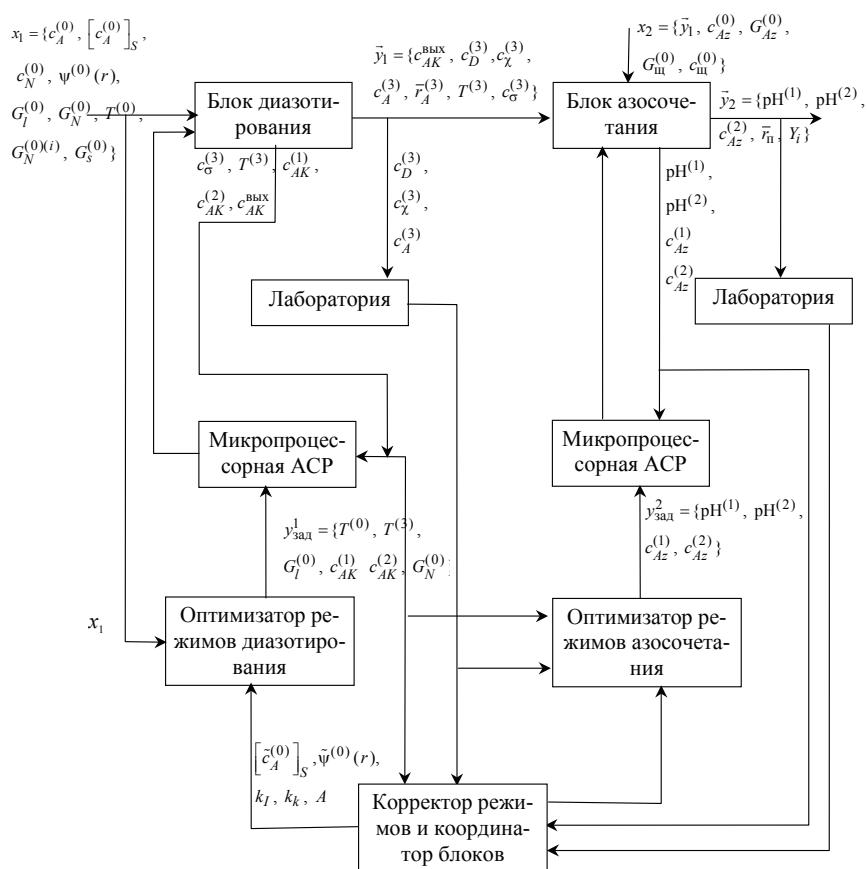 x₁ = {c_A^(0), [c_A^(0)]_S,
c_N^(0), ψ^(0)(r),
G_l^(0), G_N^(0), T^(0),
G_N^(0)(i), G_s^(0)}
Блок диазоти-
рования
y⃗₁ = {c_AK^вых, c_D^(3), c_χ^(3),
c_A^(3), r̄_A^(3), T^(3), c_σ^(3)}
x₂ = {y⃗₁, c_Az^(0), G_Az^(0),
G_щ^(0), c_щ^(0)}
Блок азосоче-
тания
y⃗₂ = {pH^(1), pH^(2),
c_Az^(2), r̄_п, Y_i}
c_σ^(3), T^(3), c_AK^(1),
c_AK^(2), c_AK^вых
c_D^(3),
c_χ^(3),
c_A^(3)
pH^(1),
pH^(2),
c_Az^(1)
c_Az^(2)
Лаборатория
Лаборатория
Микропроцес-
сорная АСР
Микропроцес-
сорная АСР
y_зад^1 = {T^(0), T^(3),
G_l^(0), c_AK^(1) c_AK^(2), G_N^(0)}
y_зад^2 = {pH^(1), pH^(2),
c_Az^(1), c_Az^(2)}
x₁
Оптимизатор ре-
жимов диазотиро-
вания
Оптимизатор
режимов азосочета-
ния
[c̃_A^(0)]_S, ψ̃^(0)(r),
k_I, k_k, A
Корректор режи-
мов и координа-
тор блоков